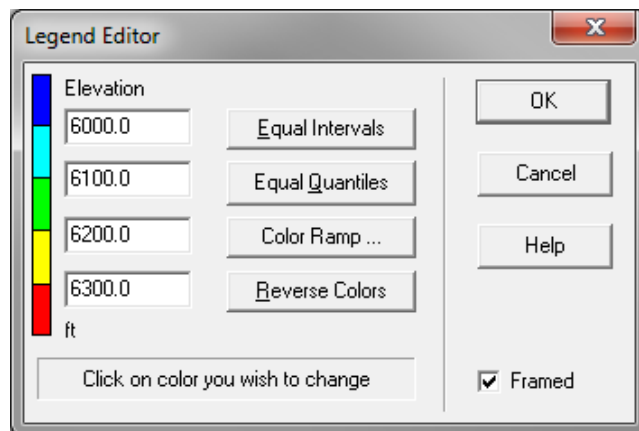 Legend Editor
Elevation
6000.0
6100.0
6200.0
6300.0
ft
Equal Intervals
Equal Quantiles
Color Ramp ...
Reverse Colors
Click on color you wish to change
OK
Cancel
Help
Framed